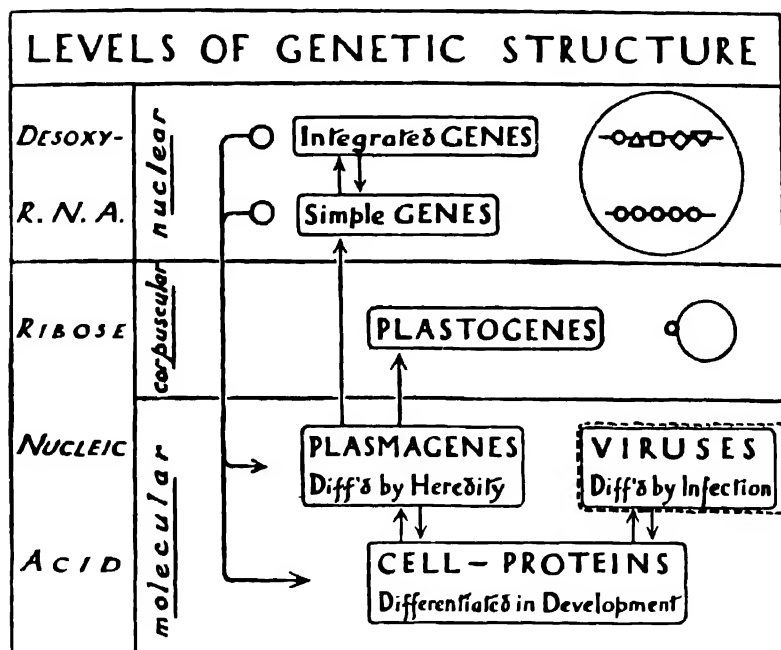 LEVELS OF GENETIC STRUCTURE
DESOXY-
R.N.A.
nuclear
Integrated GENES
Simple GENES
RIBOSE
corpuscular
PLASTOGENES
NUCLEIC
ACID
molecular
PLASMAGENES
Diff'd by Heredity
VIRUSES
Diff'd by Infection
CELL-PROTEINS
Differentiated in Development